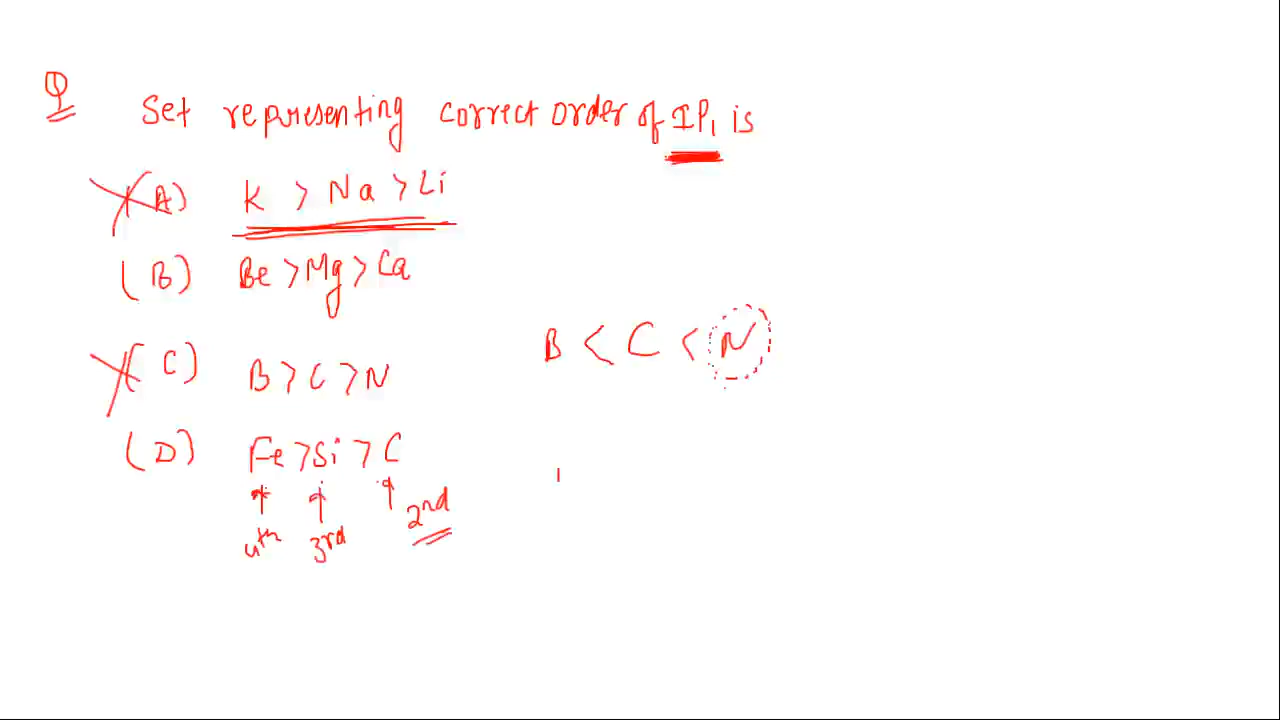 Q
Set representing correct order of IP₁ is
(A) K > Na > Li
(B) Be > Mg > Ca
(C) B > C > N
B < C < N
(D) Fe > Si > C
4th 3rd 2nd